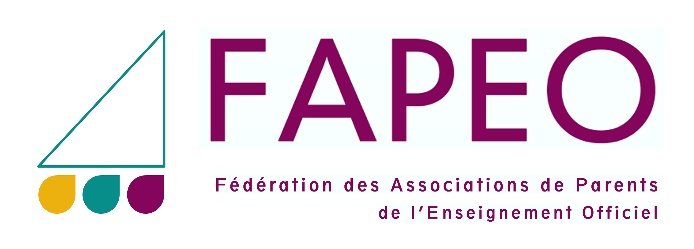 FAPEO
Fédération des Associations de Parents
de l'Enseignement Officiel